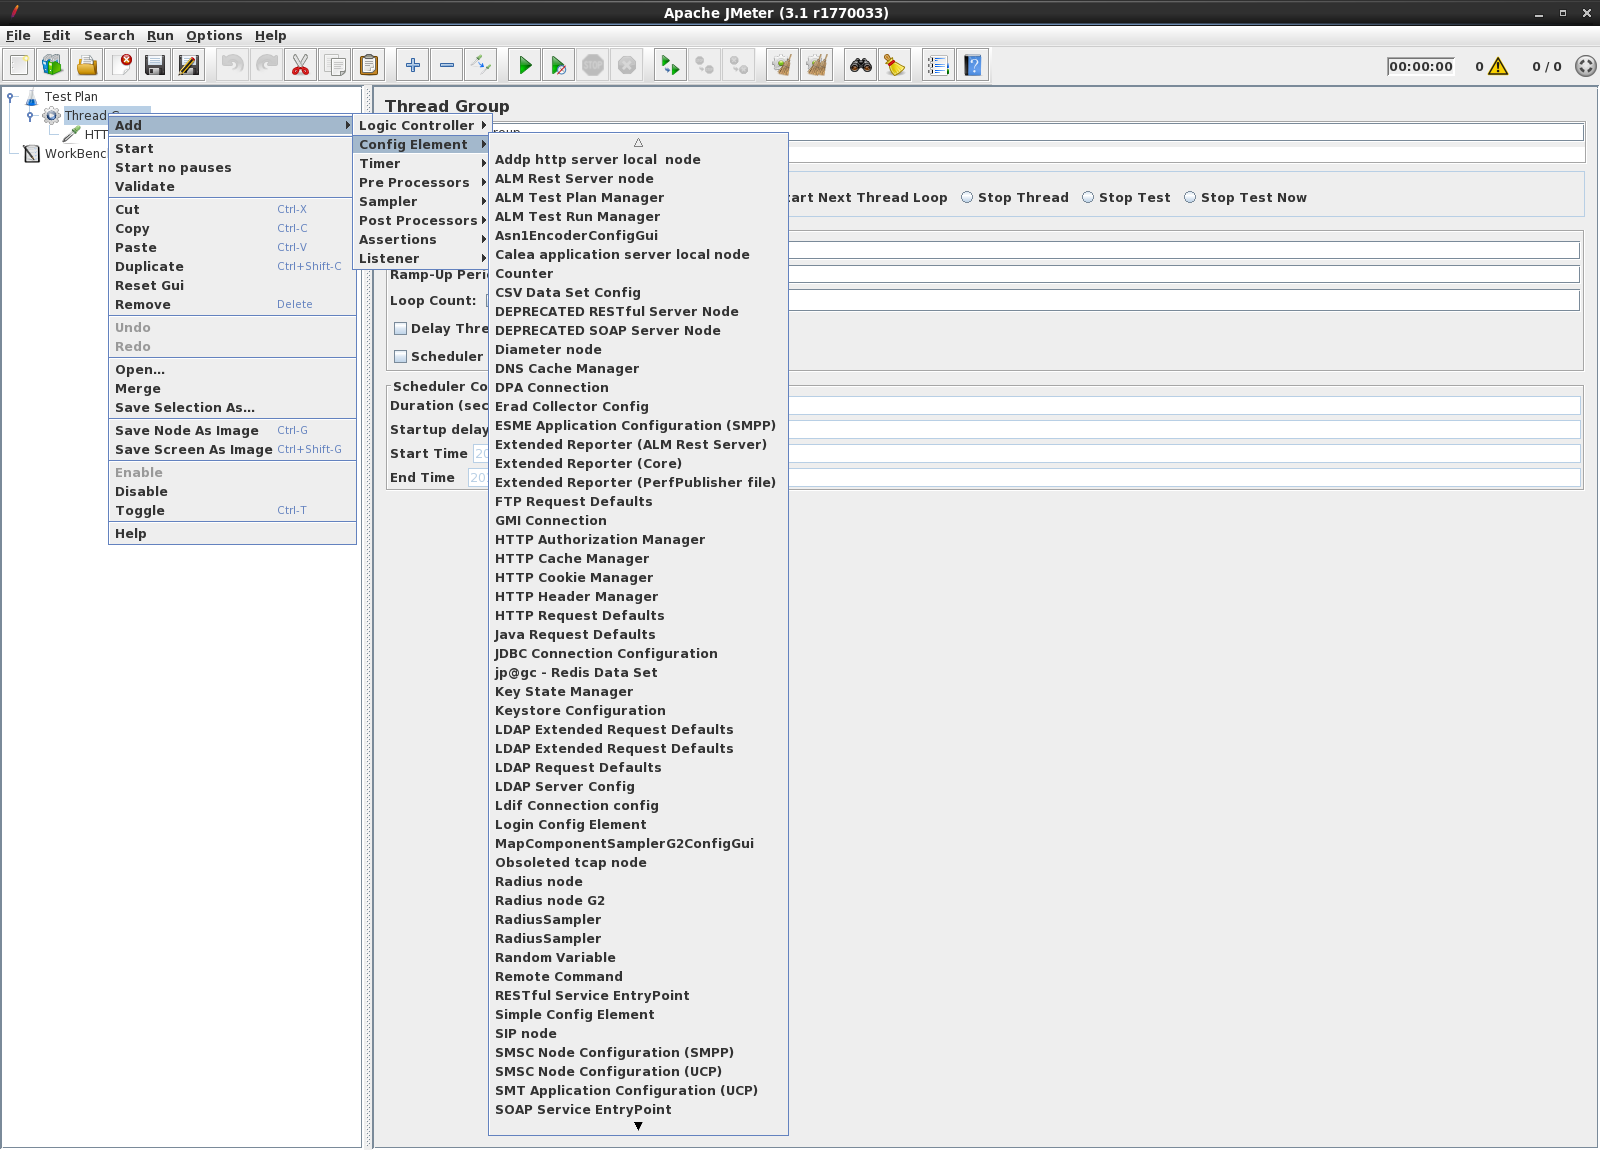 Apache JMeter (3.1 r1770033)
File Edit Search Run Options Help
00:00:00 0 0 / 0
Test Plan
Thread
HTT
WorkBenc
Add
Start
Start no pauses
Validate
Cut Ctrl-X
Copy Ctrl-C
Paste Ctrl-V
Duplicate Ctrl+Shift-C
Reset Gui
Remove Delete
Undo
Redo
Open...
Merge
Save Selection As...
Save Node As Image Ctrl-G
Save Screen As Image Ctrl+Shift-G
Enable
Disable
Toggle Ctrl-T
Help
Logic Controller
Config Element
Timer
Pre Processors
Sampler
Post Processors
Assertions
Listener
Addp http server local  node
ALM Rest Server node
ALM Test Plan Manager
ALM Test Run Manager
Asn1EncoderConfigGui
Calea application server local node
Counter
CSV Data Set Config
DEPRECATED RESTful Server Node
DEPRECATED SOAP Server Node
Diameter node
DNS Cache Manager
DPA Connection
Erad Collector Config
ESME Application Configuration (SMPP)
Extended Reporter (ALM Rest Server)
Extended Reporter (Core)
Extended Reporter (PerfPublisher file)
FTP Request Defaults
GMI Connection
HTTP Authorization Manager
HTTP Cache Manager
HTTP Cookie Manager
HTTP Header Manager
HTTP Request Defaults
Java Request Defaults
JDBC Connection Configuration
jp@gc - Redis Data Set
Key State Manager
Keystore Configuration
LDAP Extended Request Defaults
LDAP Extended Request Defaults
LDAP Request Defaults
LDAP Server Config
Ldif Connection config
Login Config Element
MapComponentSamplerG2ConfigGui
Obsoleted tcap node
Radius node
Radius node G2
RadiusSampler
RadiusSampler
Random Variable
Remote Command
RESTful Service EntryPoint
Simple Config Element
SIP node
SMSC Node Configuration (SMPP)
SMSC Node Configuration (UCP)
SMT Application Configuration (UCP)
SOAP Service EntryPoint
Thread Group
tart Next Thread Loop Stop Thread Stop Test Stop Test Now
Ramp-Up Peri
Loop Count:
Delay Thre
Scheduler
Scheduler Co
Duration (sec
Startup delay
Start Time 20
End Time 20